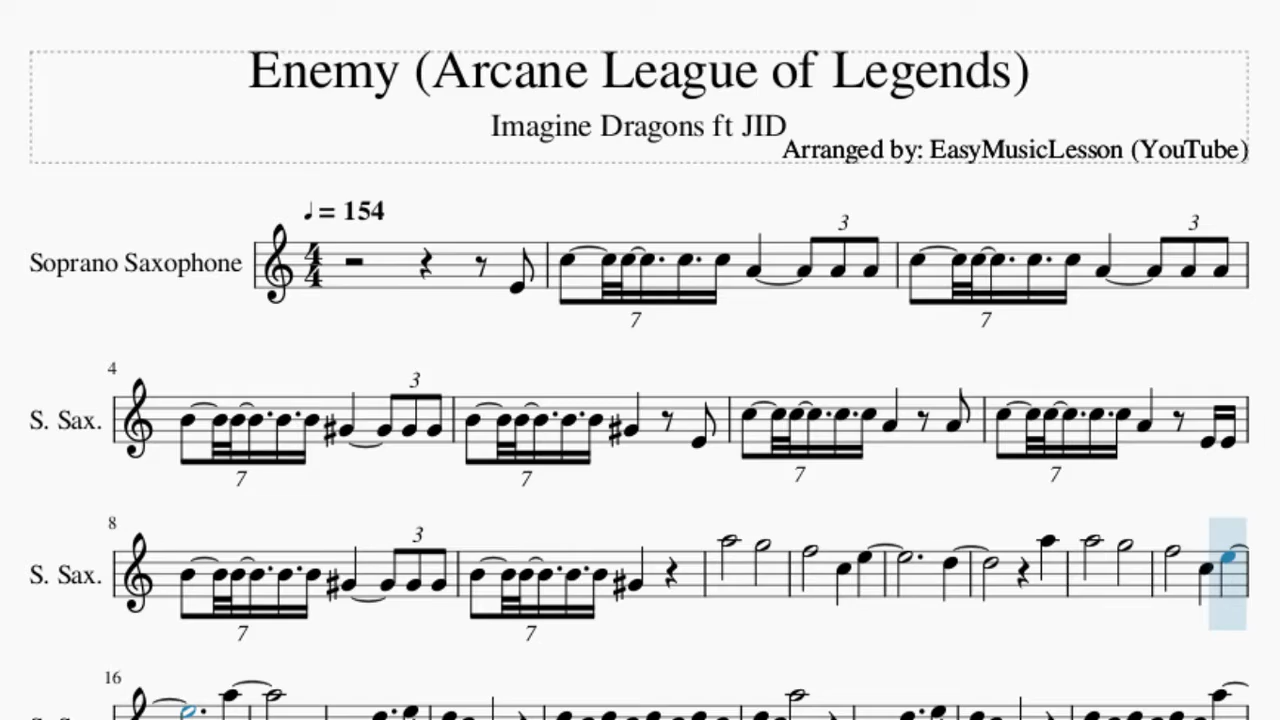 Enemy (Arcane League of Legends)
Imagine Dragons ft JID
Arranged by: EasyMusicLesson (YouTube)
♩ = 154
Soprano Saxophone
3 3
7 7
4
S. Sax.
3
7 7 7 7
8
S. Sax.
3
7 7
16